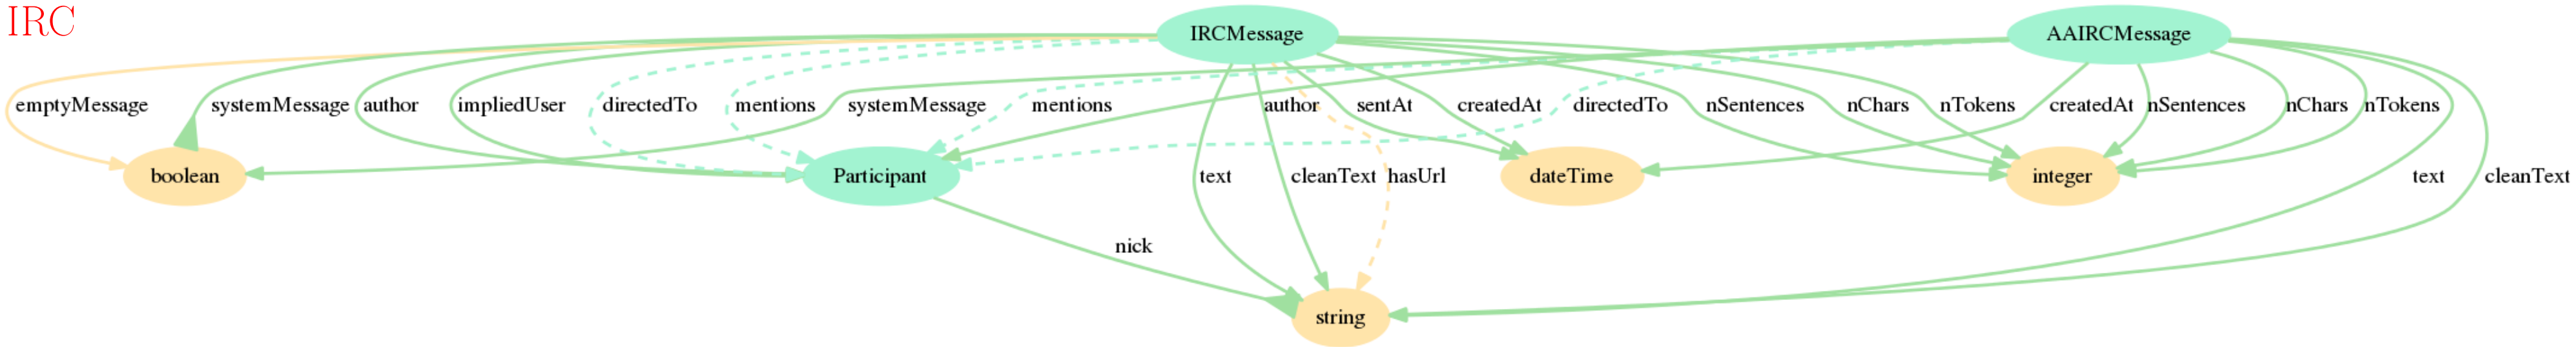 IRC
IRCMessage
AAIRCMessage
emptyMessage
systemMessage
author
impliedUser
directedTo
mentions
systemMessage
mentions
author
sentAt
createdAt
directedTo
nSentences
nChars
nTokens
createdAt
nSentences
nChars
nTokens
boolean
Participant
text
cleanText
hasUrl
dateTime
integer
text
cleanText
nick
string